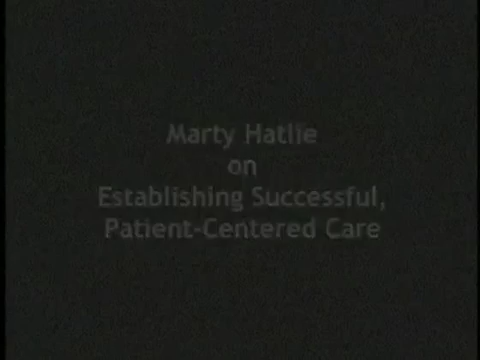 Marty Hatlie
on
Establishing Successful,
Patient-Centered Care